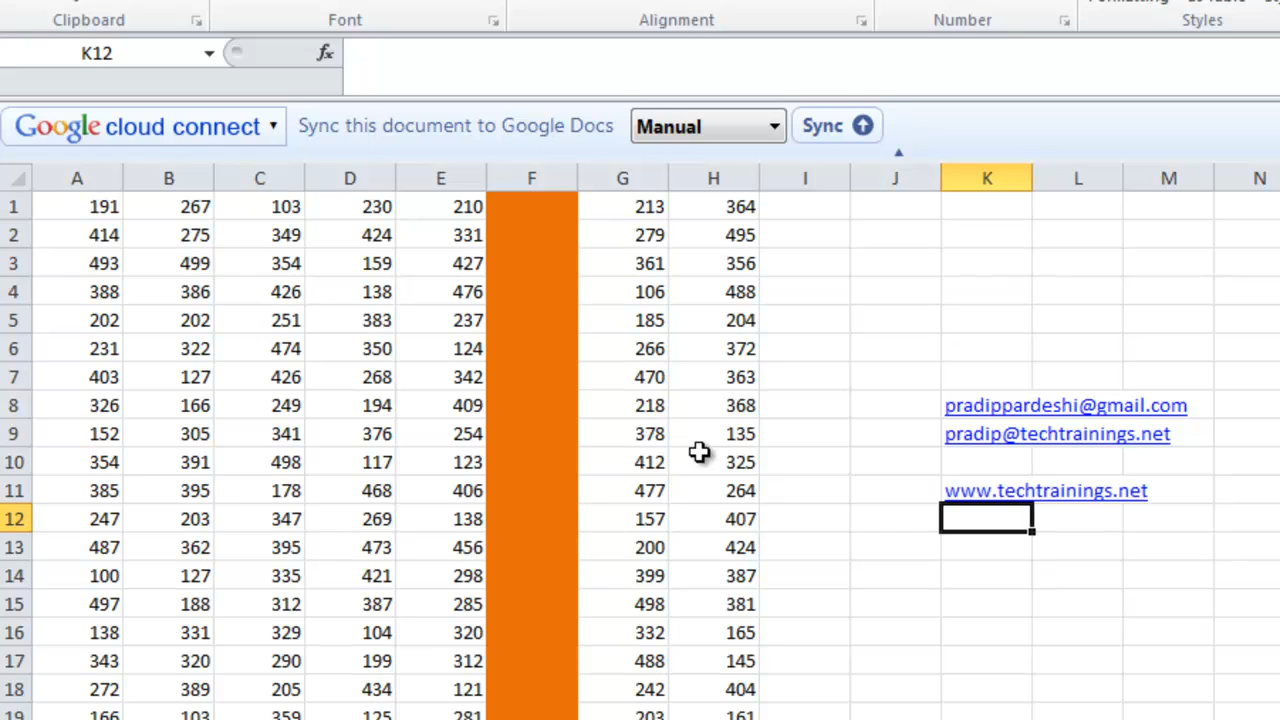 Clipboard Font Alignment Number Styles
K12 fx
Google cloud connect Sync this document to Google Docs Manual Sync
A B C D E F G H I J K L M N
1 191 267 103 230 210 213 364
2 414 275 349 424 331 279 495
3 493 499 354 159 427 361 356
4 388 386 426 138 476 106 488
5 202 202 251 383 237 185 204
6 231 322 474 350 124 266 372
7 403 127 426 268 342 470 363
8 326 166 249 194 409 218 368 pradippardeshi@gmail.com
9 152 305 341 376 254 378 135 pradip@techtrainings.net
10 354 391 498 117 123 412 325
11 385 395 178 468 406 477 264 www.techtrainings.net
12 247 203 347 269 138 157 407
13 487 362 395 473 456 200 424
14 100 127 335 421 298 399 387
15 497 188 312 387 285 498 381
16 138 331 329 104 320 332 165
17 343 320 290 199 312 488 145
18 272 389 205 434 121 242 404
19 166 103 359 125 281 203 161